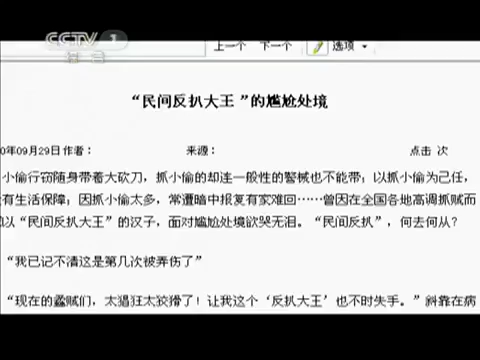 CCTV 1
综合
上一个 下一个 选项
“民间反扒大王 ”的尴尬处境
0年09月29日 作者： 来源： 点击 次
小偷行窃随身带着大砍刀，抓小偷的却连一般性的警械也不能带；以抓小偷为己任，
有生活保障；因抓小偷太多，常遭暗中报复有家难回……曾因在全国各地高调抓贼而
以“民间反扒大王”的汉子，面对尴尬处境欲哭无泪。“民间反扒”，何去何从？
“我已记不清这是第几次被弄伤了”
“现在的蟊贼们，太猖狂太狡猾了！让我这个‘反扒大王’也不时失手。”斜靠在病